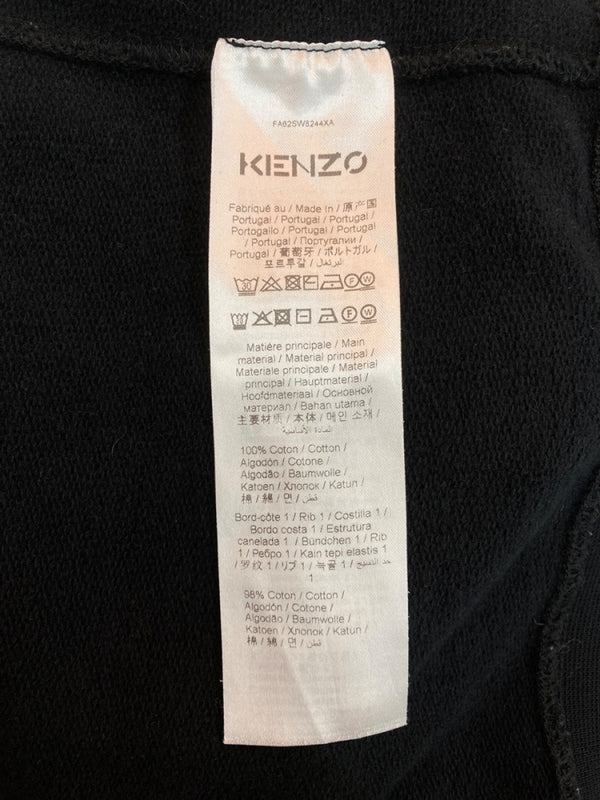 FA62SW8244XA
KENZO
Fabriqué au / Made In / 原产国
Portugal / Portugal / Portugal /
Portogallo / Portugal / Portugal
/ Portugal / Португалии /
Portugal / 葡萄牙 / ポルトガル /
포르투갈 / البرتغال /
30 F W
F W
Matière principale / Main
material / Material principal /
Materiale principale / Material
principal / Hauptmaterial /
Hoofdmateriaal / Основной
материал / Bahan utama /
主要材质 / 本体 / 메인 소재 /
المادة الأساسية
100% Coton / Cotton /
Algodón / Cotone /
Algodão / Baumwolle /
Katoen / Хлопок / Katun /
棉 / 綿 / 면 / قطن
Bord-côte 1 / Rib 1 / Costilla 1 /
Bordo costa 1 / Estrutura
canelada 1 / Bündchen 1 / Rib
1 / Ребро 1 / Kain tepi elastis 1
/ 罗纹 1 / リブ 1 / 늑골 1 /
1
98% Coton / Cotton /
Algodón / Cotone /
Algodão / Baumwolle /
Katoen / Хлопок / Katun /
棉 / 綿 / 면 / قطن